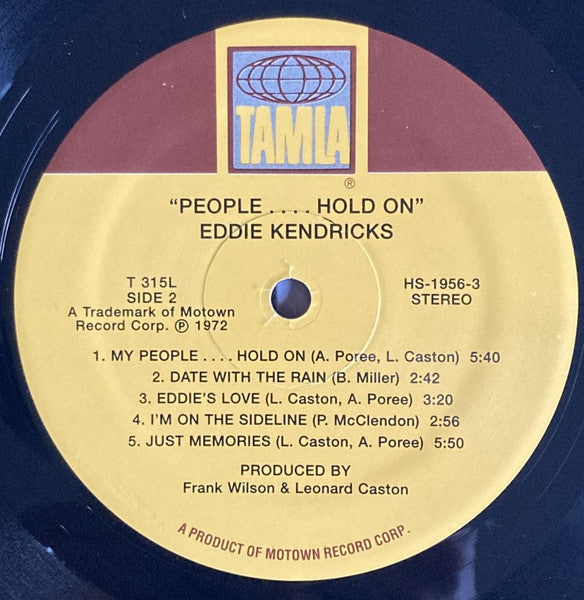 TAMLA
®
"PEOPLE . . . . HOLD ON"
EDDIE KENDRICKS
T 315L
SIDE 2
A Trademark of Motown
Record Corp. ℗ 1972
HS-1956-3
STEREO
1. MY PEOPLE . . . . HOLD ON (A. Poree, L. Caston) 5:40
2. DATE WITH THE RAIN (B. Miller) 2:42
3. EDDIE'S LOVE (L. Caston, A. Poree) 3:20
4. I'M ON THE SIDELINE (P. McClendon) 2:56
5. JUST MEMORIES (L. Caston, A. Poree) 5:50
PRODUCED BY
Frank Wilson & Leonard Caston
A PRODUCT OF MOTOWN RECORD CORP.